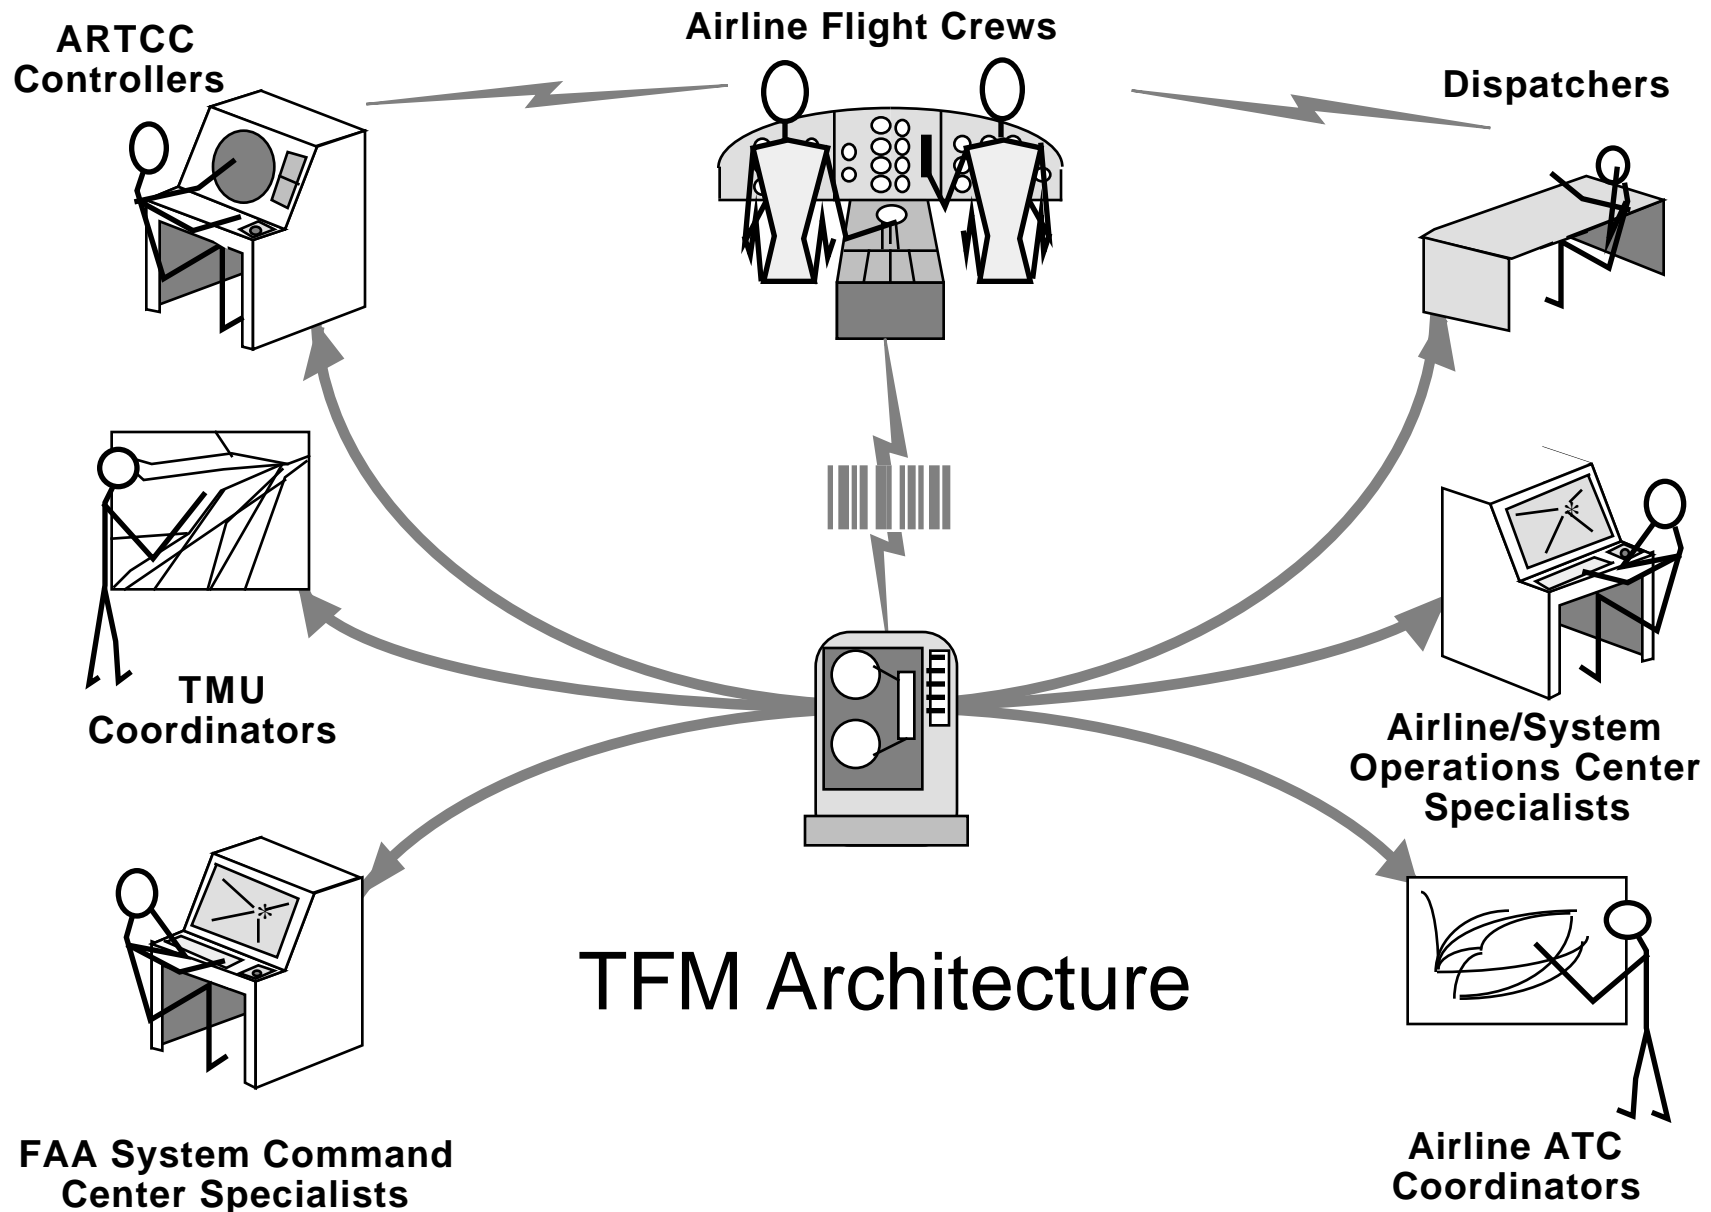 Airline Flight Crews
ARTCC
Controllers
Dispatchers
TMU
Coordinators
Airline/System
Operations Center
Specialists
TFM Architecture
FAA System Command
Center Specialists
Airline ATC
Coordinators